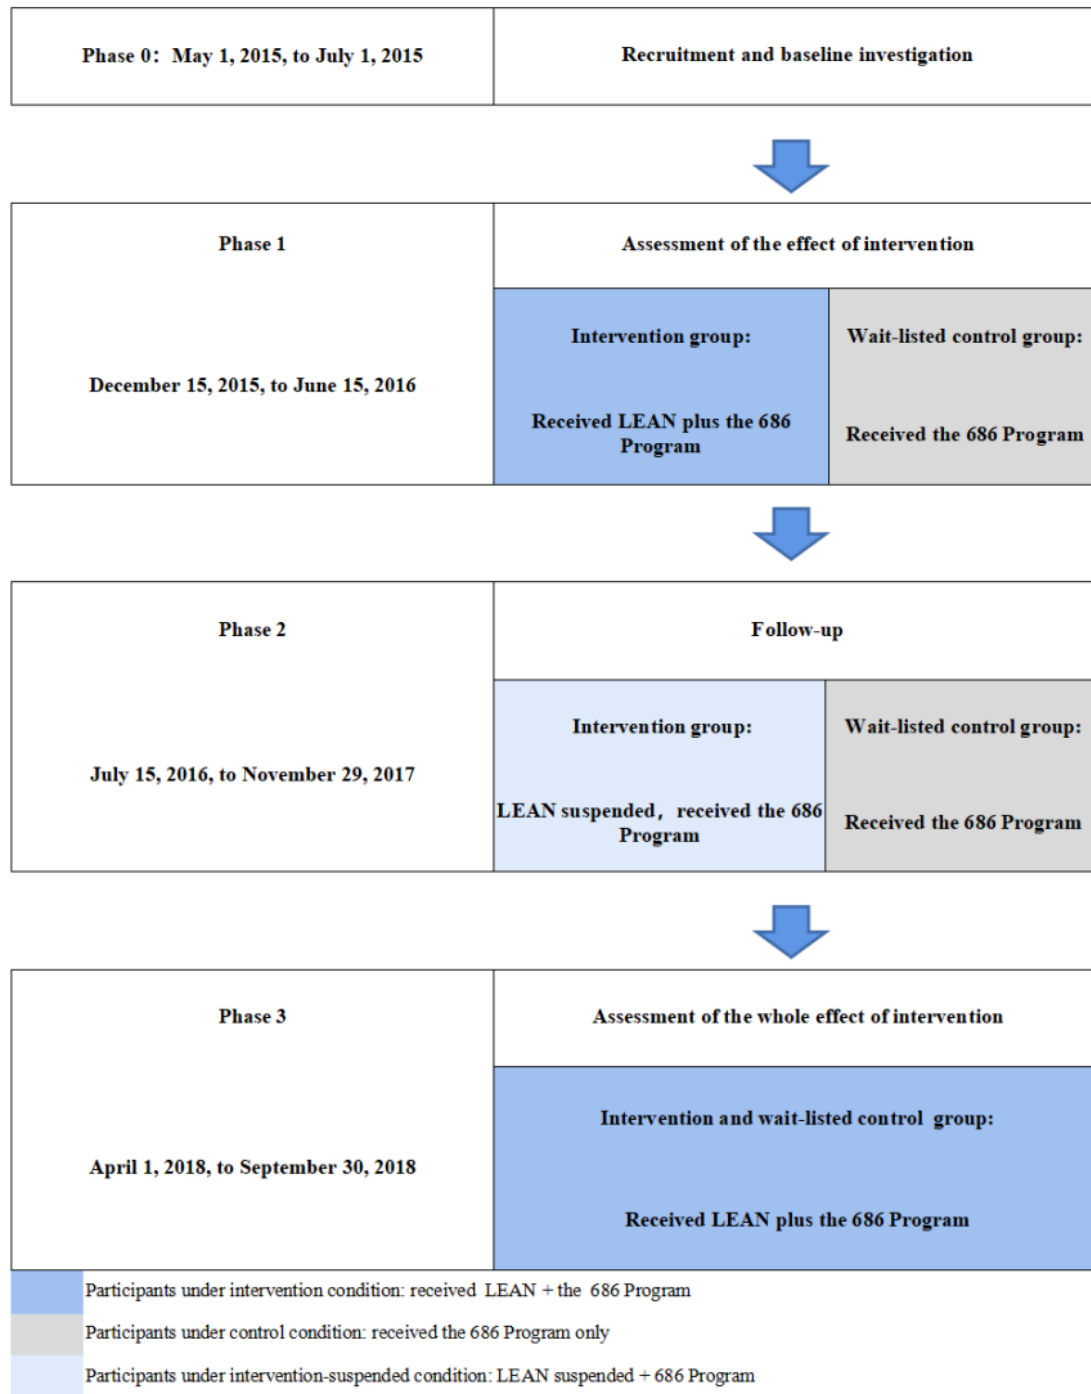 Phase 0：May 1, 2015, to July 1, 2015
Recruitment and baseline investigation
Phase 1
December 15, 2015, to June 15, 2016
Assessment of the effect of intervention
Intervention group:
Received LEAN plus the 686
Program
Wait-listed control group:
Received the 686 Program
Phase 2
July 15, 2016, to November 29, 2017
Follow-up
Intervention group:
LEAN suspended，received the 686
Program
Wait-listed control group:
Received the 686 Program
Phase 3
April 1, 2018, to September 30, 2018
Assessment of the whole effect of intervention
Intervention and wait-listed control group:
Received LEAN plus the 686 Program
Participants under intervention condition: received LEAN + the 686 Program
Participants under control condition: received the 686 Program only
Participants under intervention-suspended condition: LEAN suspended + 686 Program